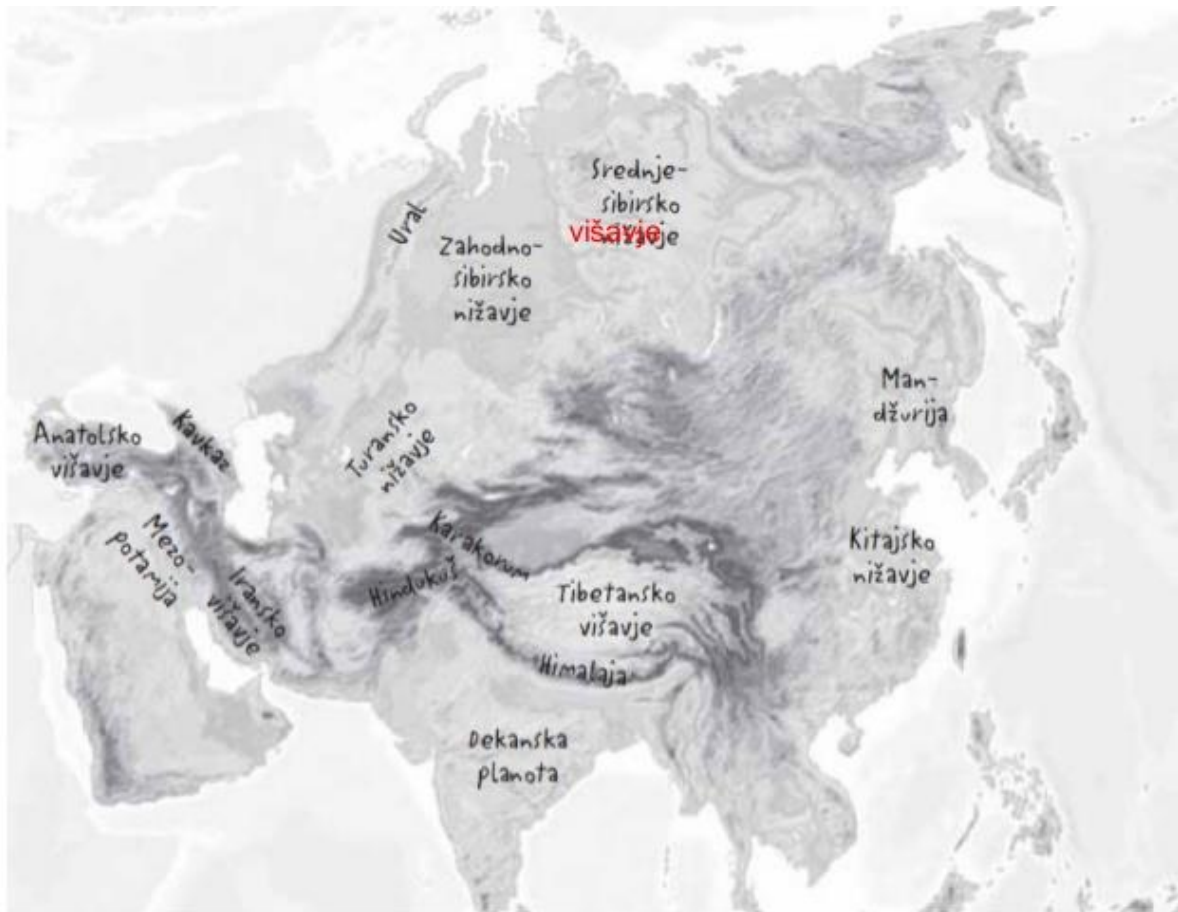 Srednje-
sibirsko
nižavje
višavje
Ural
Zahodno-
sibirsko
nižavje
Man-
džurija
Kavkaz
Anatolsko
višavje
Turansko
nižavje
Mezo-
potamija
Iransko
višavje
Karakorum
Hindukuš
Kitajsko
nižavje
Tibetansko
višavje
Himalaja
Dekanska
planota